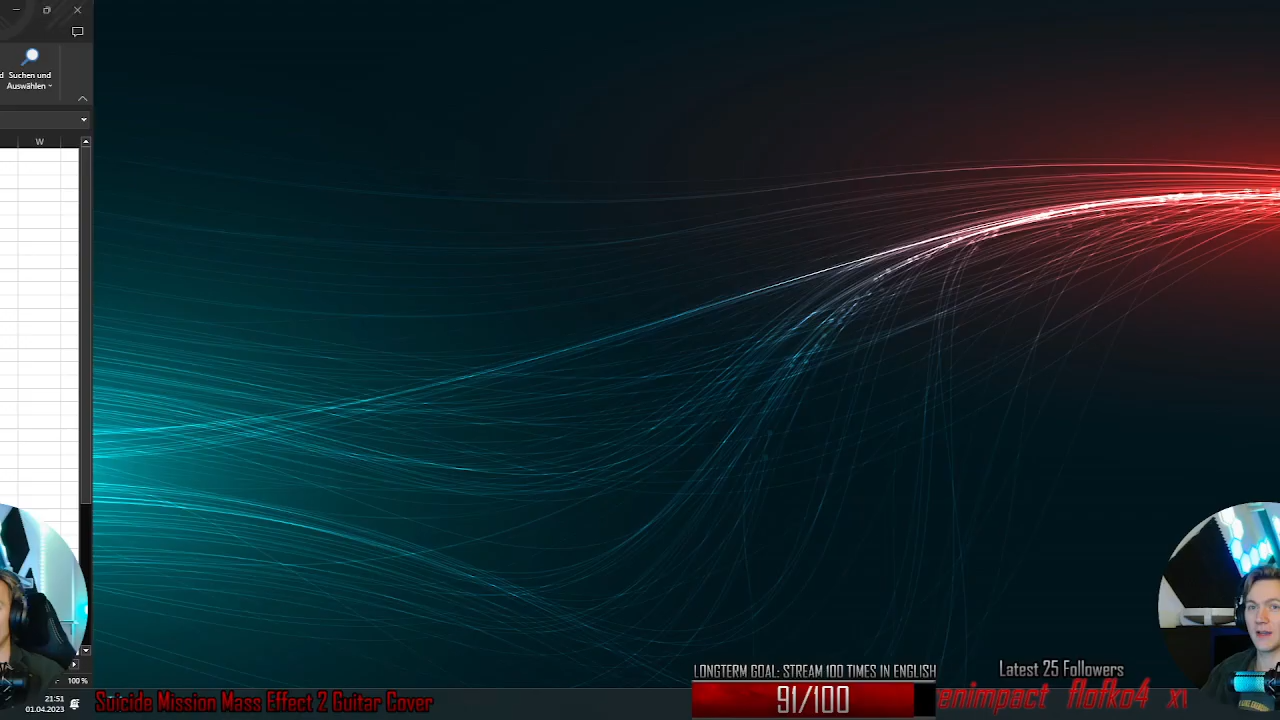 Suchen und
Auswählen
W
100 %
21:51
01.04.2023
Suicide Mission Mass Effect 2 Guitar Cover
LONGTERM GOAL: STREAM 100 TIMES IN ENGLISH
91/100
Latest 25 Followers
enimpact flofko4